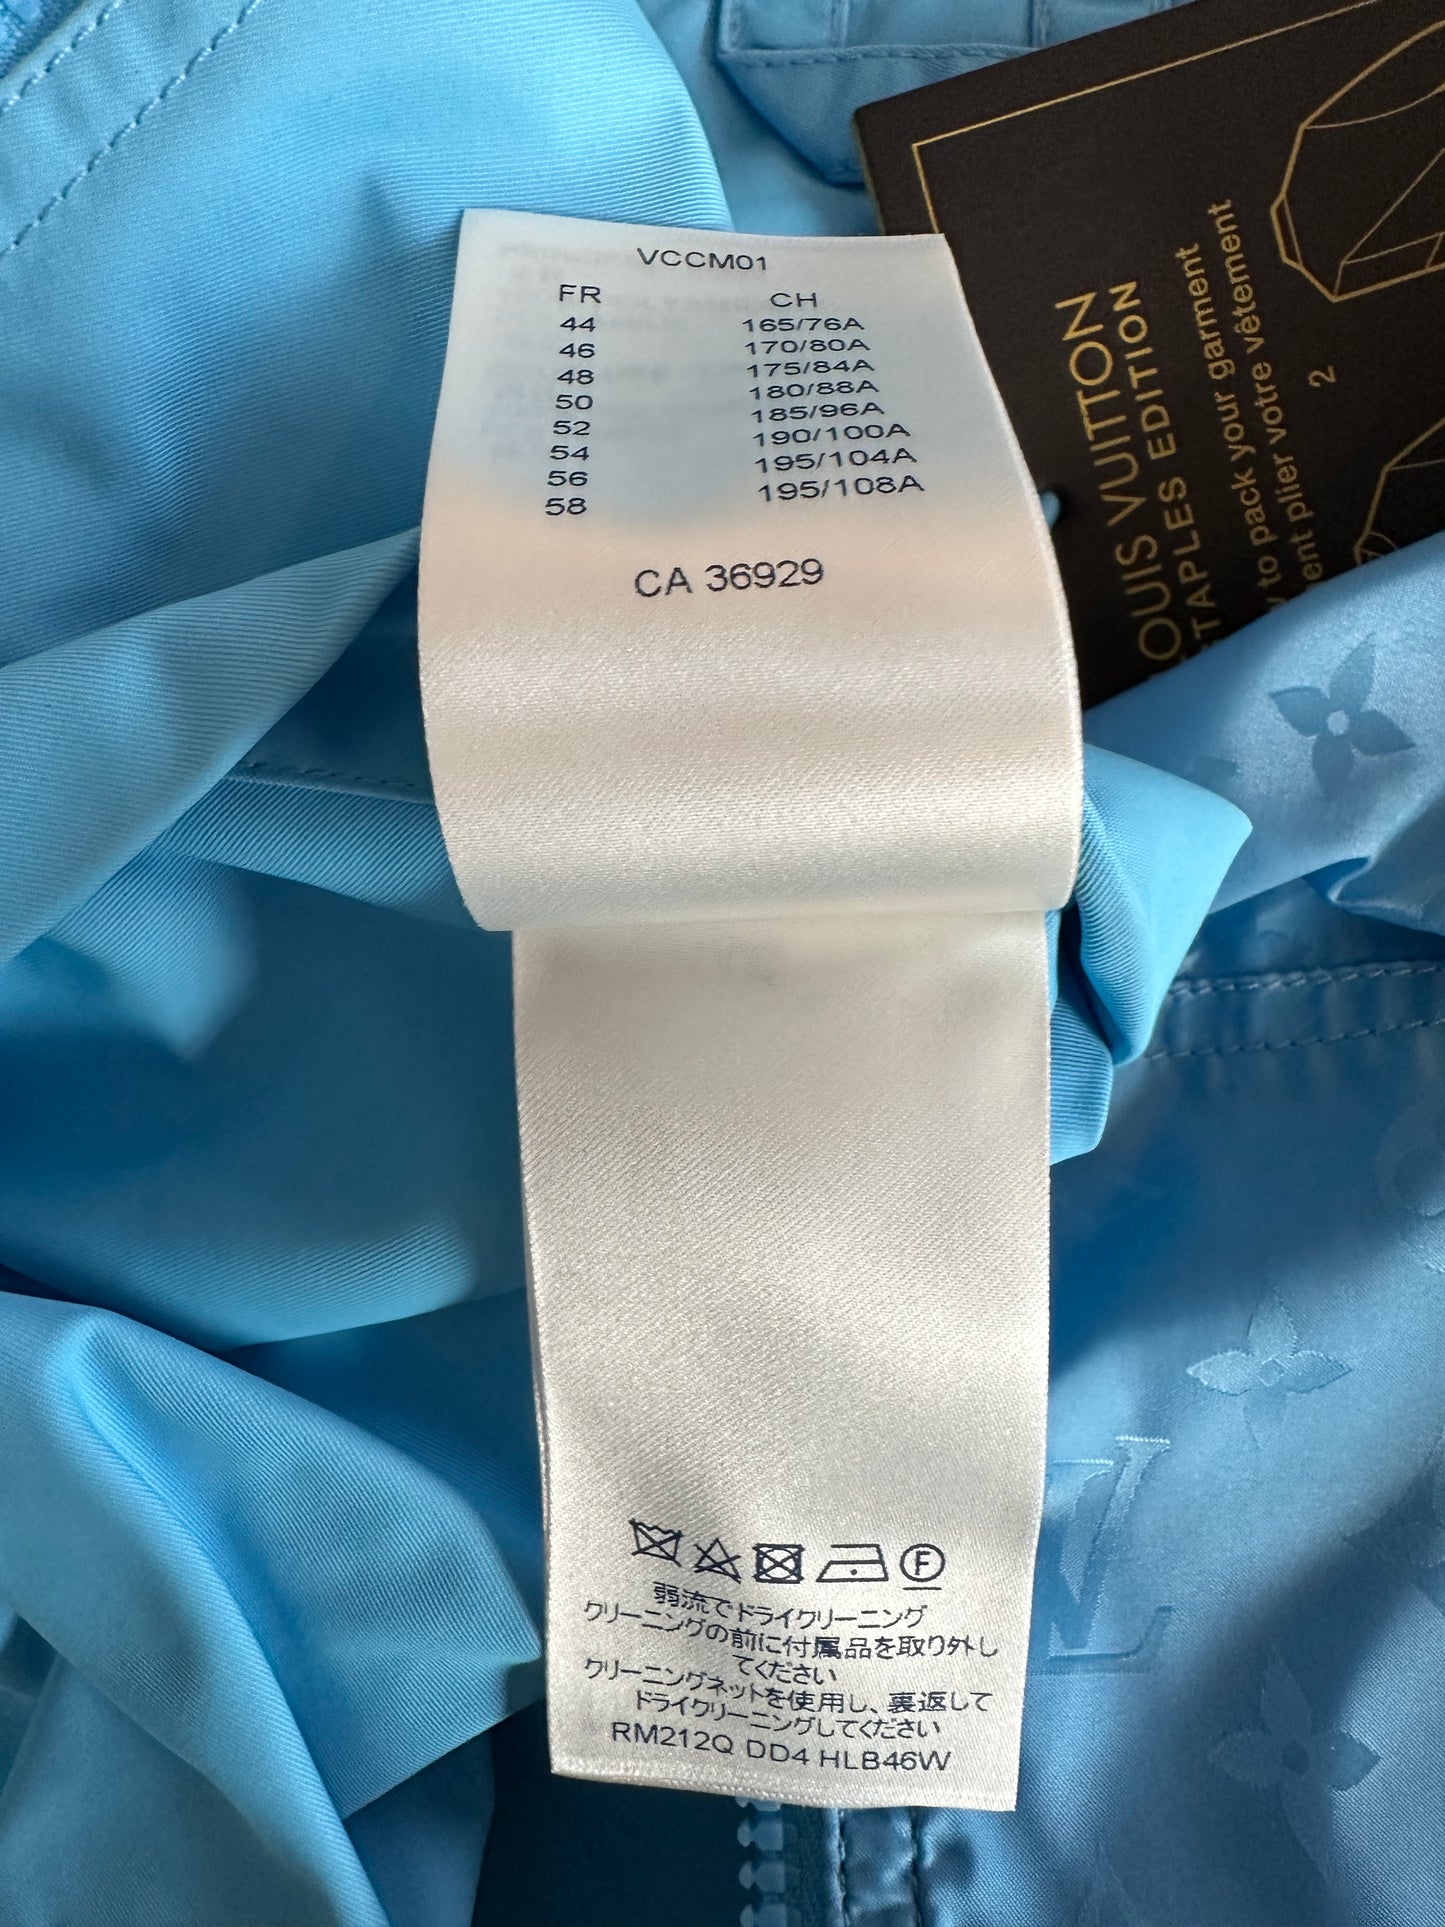 VCCM01
FR CH
44 165/76A
46 170/80A
48 175/84A
50 180/88A
52 185/96A
54 190/100A
56 195/104A
58 195/108A
CA 36929
F
弱流でドライクリーニング
クリーニングの前に付属品を取り外し
てください
クリーニングネットを使用し、裏返して
ドライクリーニングしてください
RM212Q DD4 HLB46W
VUITTON
EDITION
to pack your garment
plier votre vêtement
2
LV